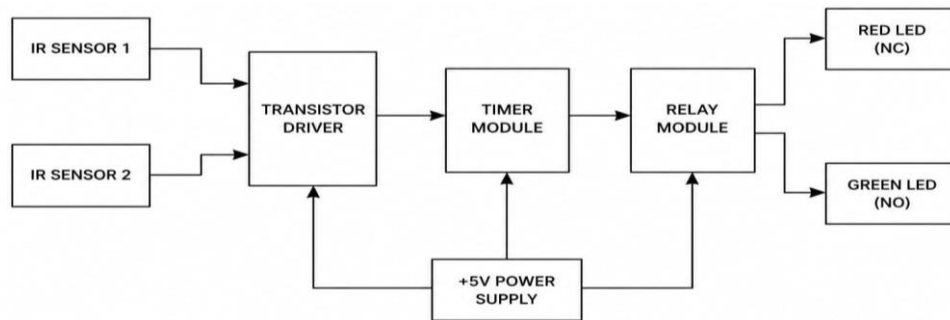 IR SENSOR 1
IR SENSOR 2
TRANSISTOR
DRIVER
TIMER
MODULE
RELAY
MODULE
RED LED
(NC)
GREEN LED
(NO)
+5V POWER
SUPPLY